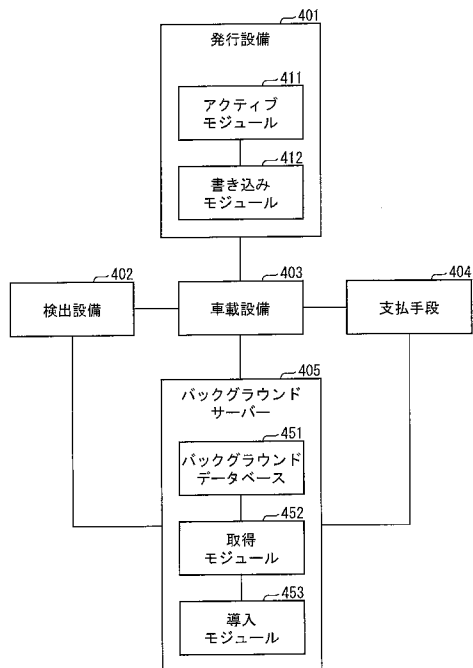 401
発行設備
411
アクティブ
モジュール
412
書き込み
モジュール
402
検出設備
403
車載設備
404
支払手段
405
バックグラウンド
サーバー
451
バックグラウンド
データベース
452
取得
モジュール
453
導入
モジュール